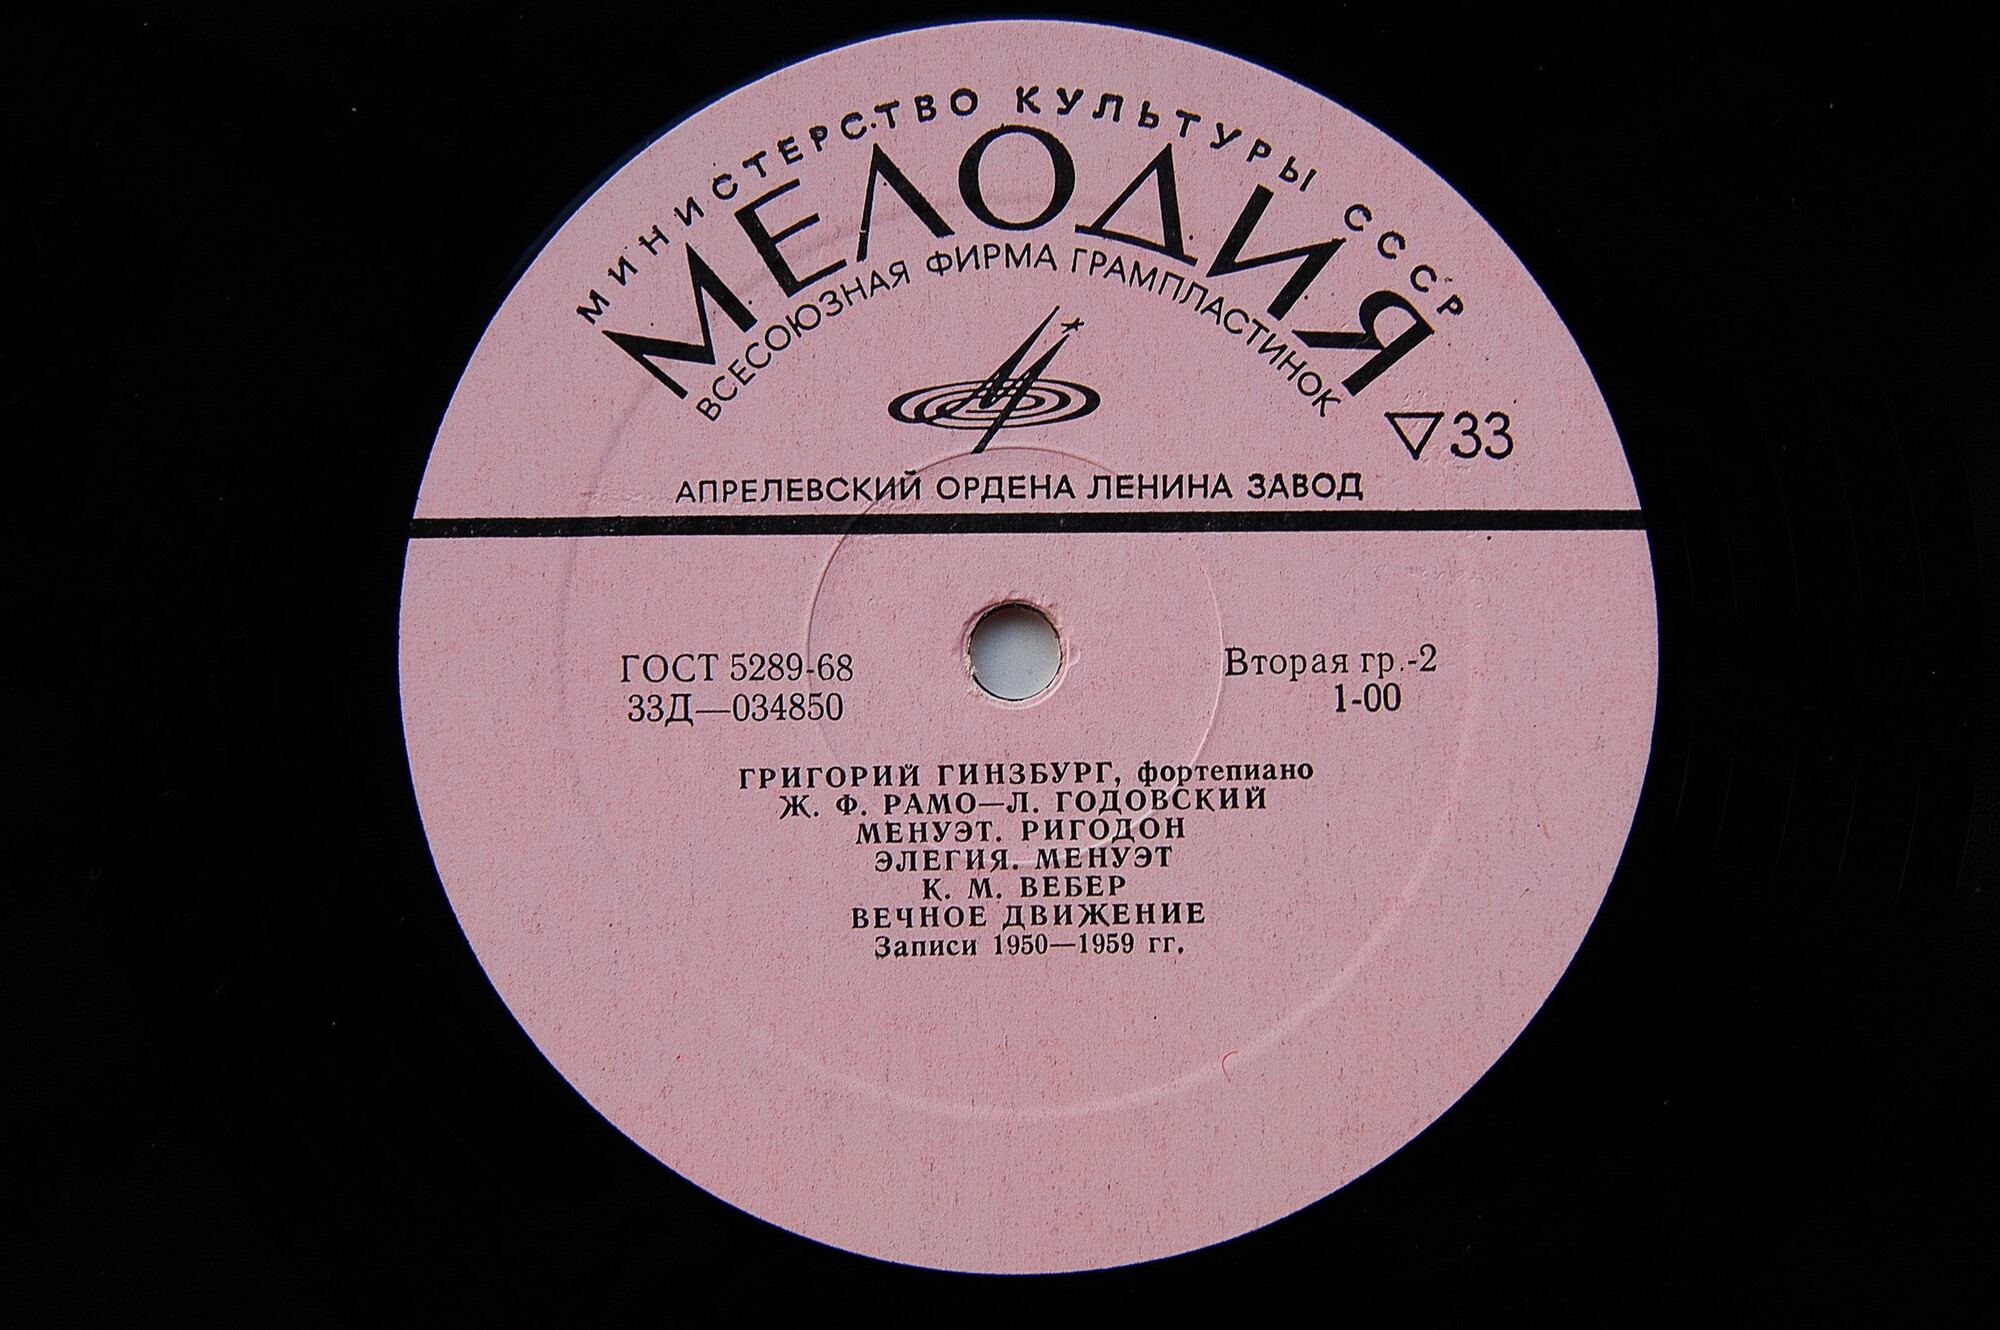 МИНИСТЕРСТВО КУЛЬТУРЫ СССР
МЕЛОДИЯ
ВСЕСОЮЗНАЯ ФИРМА ГРАМПЛАСТИНОК
33
АПРЕЛЕВСКИЙ ОРДЕНА ЛЕНИНА ЗАВОД
ГОСТ 5289-68
33Д—034850
Вторая гр.-2
1-00
ГРИГОРИЙ ГИНЗБУРГ, фортепиано
Ж. Ф. РАМО—Л. ГОДОВСКИЙ
МЕНУЭТ. РИГОДОН
ЭЛЕГИЯ. МЕНУЭТ
К. М. ВЕБЕР
ВЕЧНОЕ ДВИЖЕНИЕ
Записи 1950—1959 гг.